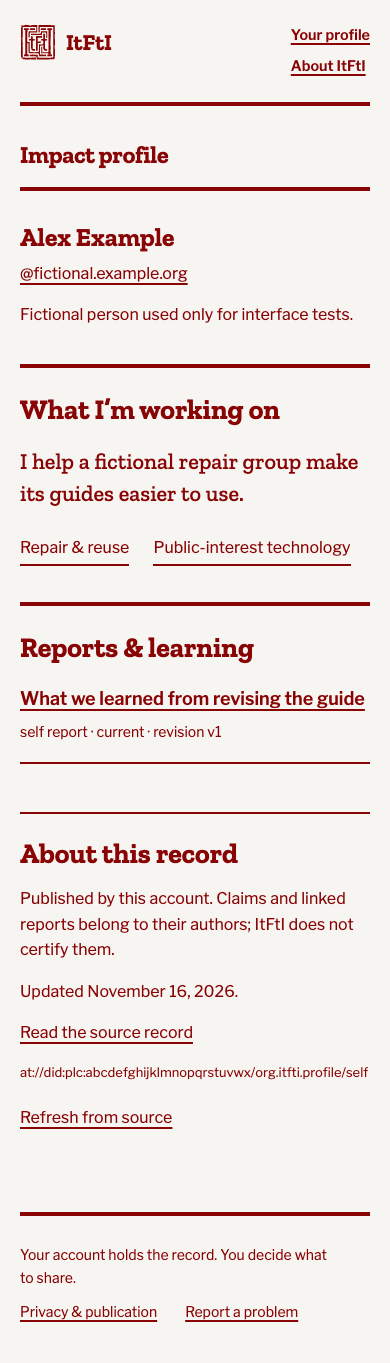 ItFtI
ItFtI
Your profile
About ItFtI
Impact profile
Alex Example
@fictional.example.org
Fictional person used only for interface tests.
What I’m working on
I help a fictional repair group make
its guides easier to use.
Repair & reuse
Public-interest technology
Reports & learning
What we learned from revising the guide
self report · current · revision v1
About this record
Published by this account. Claims and linked
reports belong to their authors; ItFtI does not
certify them.
Updated November 16, 2026.
Read the source record
at://did:plc:abcdefghijklmnopqrstuvwx/org.itfti.profile/self
Refresh from source
Your account holds the record. You decide what
to share.
Privacy & publication
Report a problem